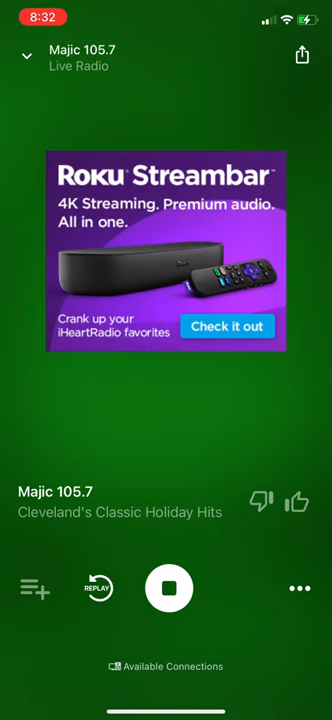 8:32
Majic 105.7
Live Radio
ROKU Streambar™
4K Streaming. Premium audio.
All in one.
Crank up your
iHeartRadio favorites
Check it out
Majic 105.7
Cleveland's Classic Holiday Hits
REPLAY
Available Connections